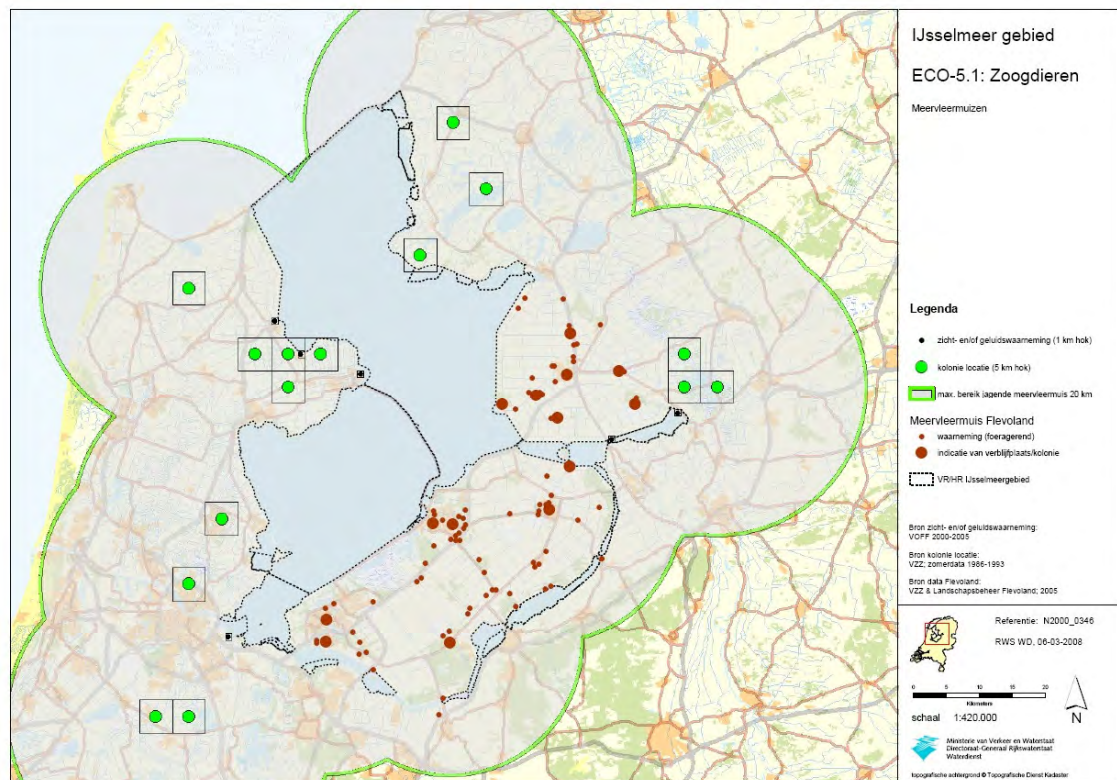 IJsselmeer gebied
ECO-5.1: Zoogdieren
Meervleermuizen
Legenda
zicht- en/of geluidswaarneming (1 km hok)
kolonie locatie (5 km hok)
max. bereik jagende meervleermuis 20 km
Meervleermuis Flevoland
waarneming (foeragerend)
indicatie van verblijfplaats/kolonie
VR/HR IJsselmeergebied
Bron zicht- en/of geluidswaarneming:
VOFF 2000-2005
Bron kolonie locatie:
VZZ; zomerdata 1986-1993
Bron data Flevoland:
VZZ & Landschapsbeheer Flevoland; 2005
Referentie: N2000_0346
RWS WD, 06-03-2008
0 5 10 15 20
Kilometers
schaal 1:420.000
N
Ministerie van Verkeer en Waterstaat
Directoraat-Generaal Rijkswaterstaat
Waterdienst
topografische achtergrond © Topografische Dienst Kadaster